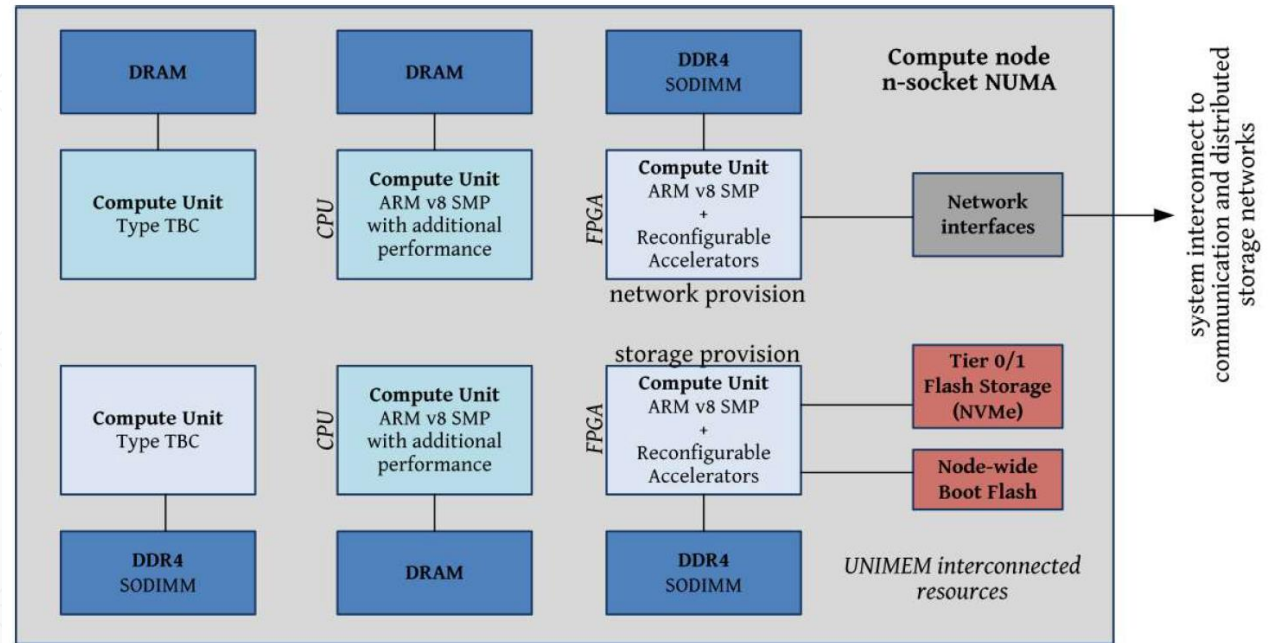 DRAM
DRAM
DDR4
SODIMM
Compute node
n-socket NUMA
Compute Unit
Type TBC
CPU
Compute Unit
ARM v8 SMP
with additional
performance
FPGA
Compute Unit
ARM v8 SMP
+
Reconfigurable
Accelerators
network provision
Network
interfaces
system interconnect to
communication and distributed
storage networks
Compute Unit
Type TBC
CPU
Compute Unit
ARM v8 SMP
with additional
performance
storage provision
FPGA
Compute Unit
ARM v8 SMP
+
Reconfigurable
Accelerators
Tier 0/1
Flash Storage
(NVMe)
Node-wide
Boot Flash
DDR4
SODIMM
DRAM
DDR4
SODIMM
UNIMEM interconnected
resources